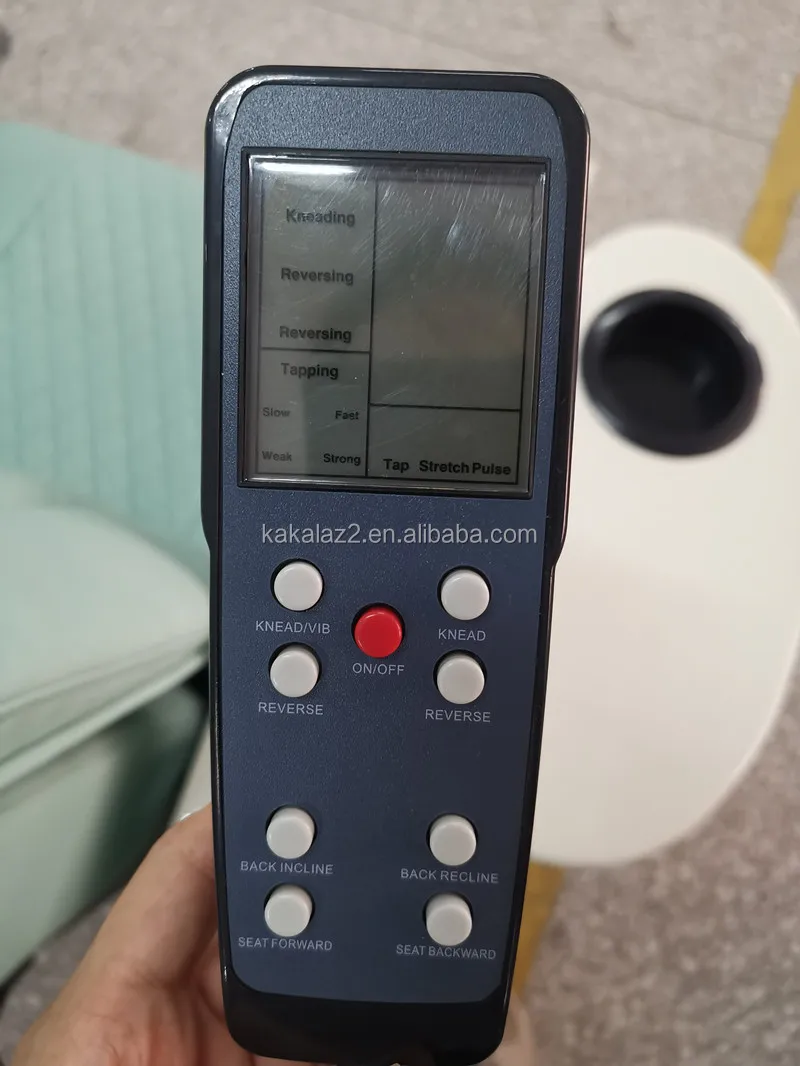 Kneading
Reversing
Reversing
Tapping
Slow Fast
Weak Strong
Tap Stretch Pulse
kakalaz2.en.alibaba.com
KNEAD/VIB
KNEAD
ON/OFF
REVERSE
REVERSE
BACK INCLINE
BACK RECLINE
SEAT FORWARD
SEAT BACKWARD